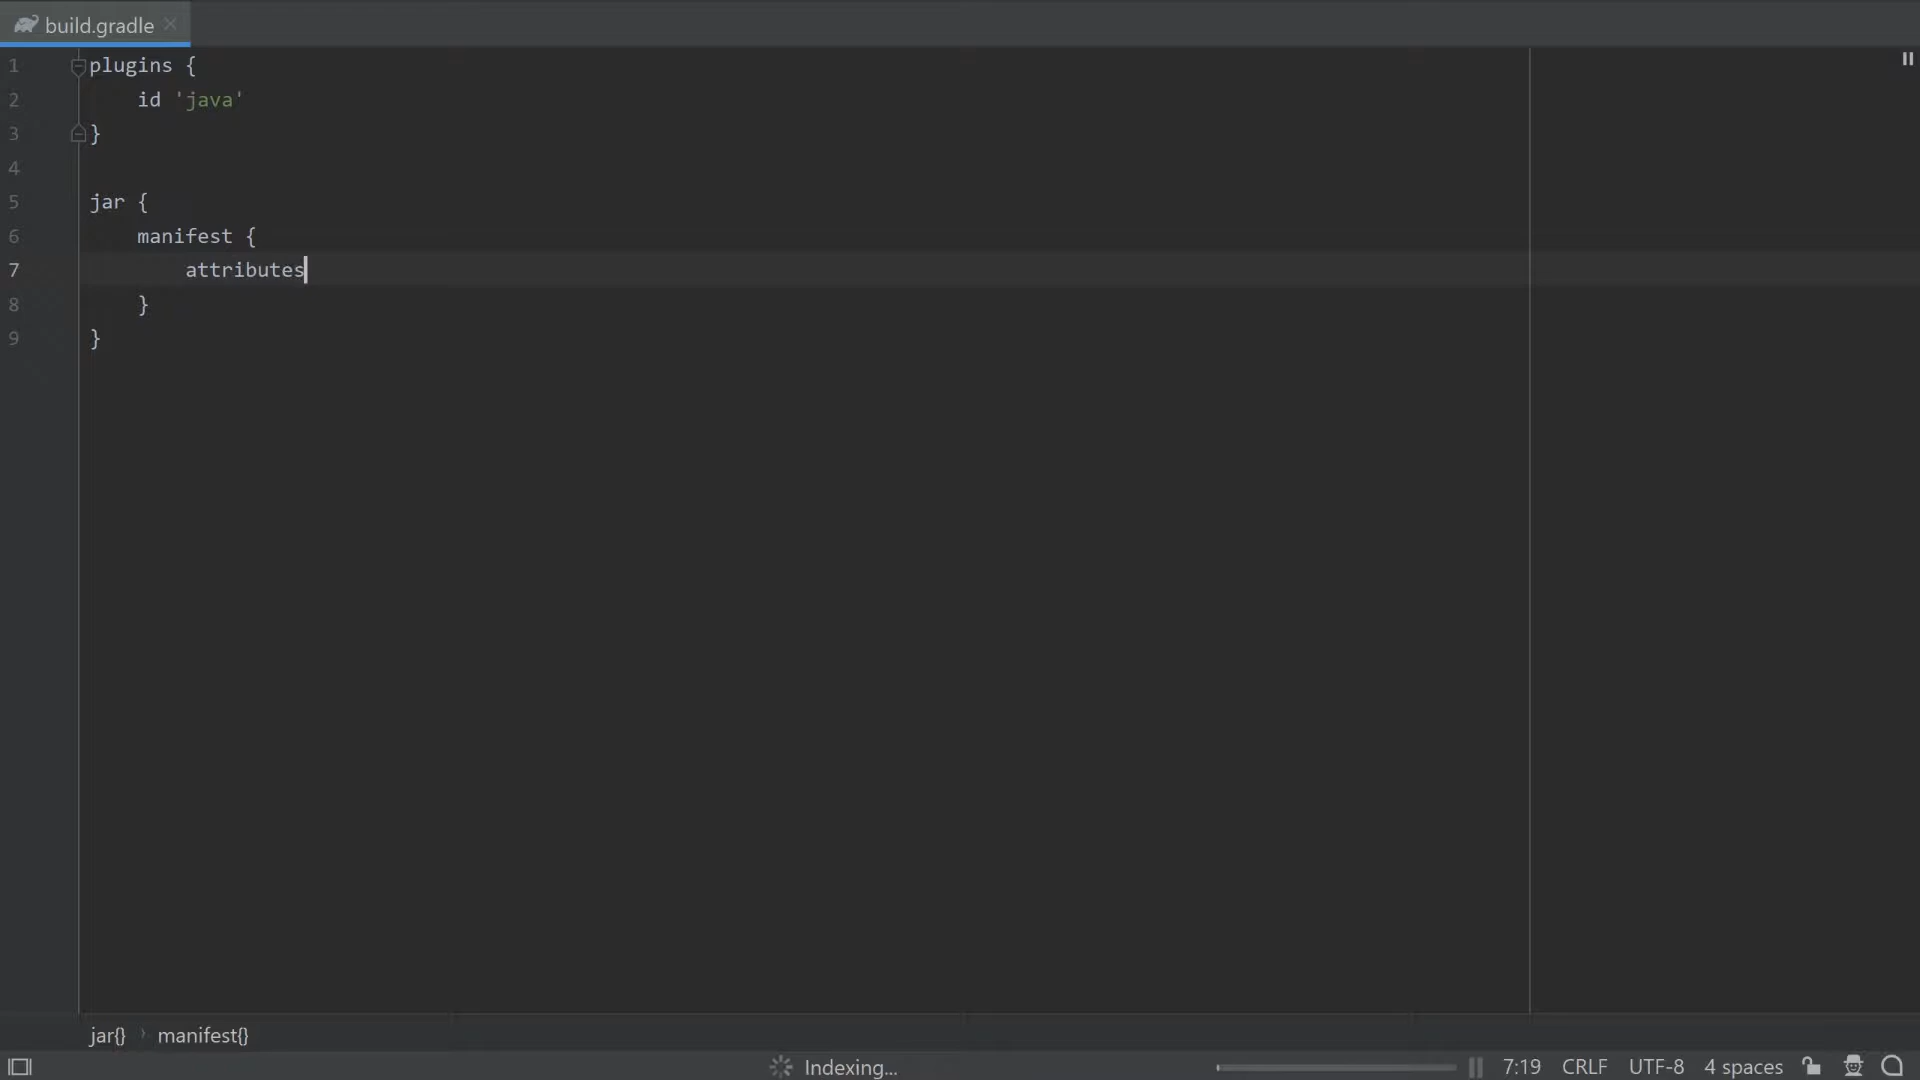 build.gradle
1 plugins {
2     id 'java'
3 }
4
5 jar {
6     manifest {
7         attributes
8     }
9 }
jar{} › manifest{}
Indexing... 7:19 CRLF UTF-8 4 spaces